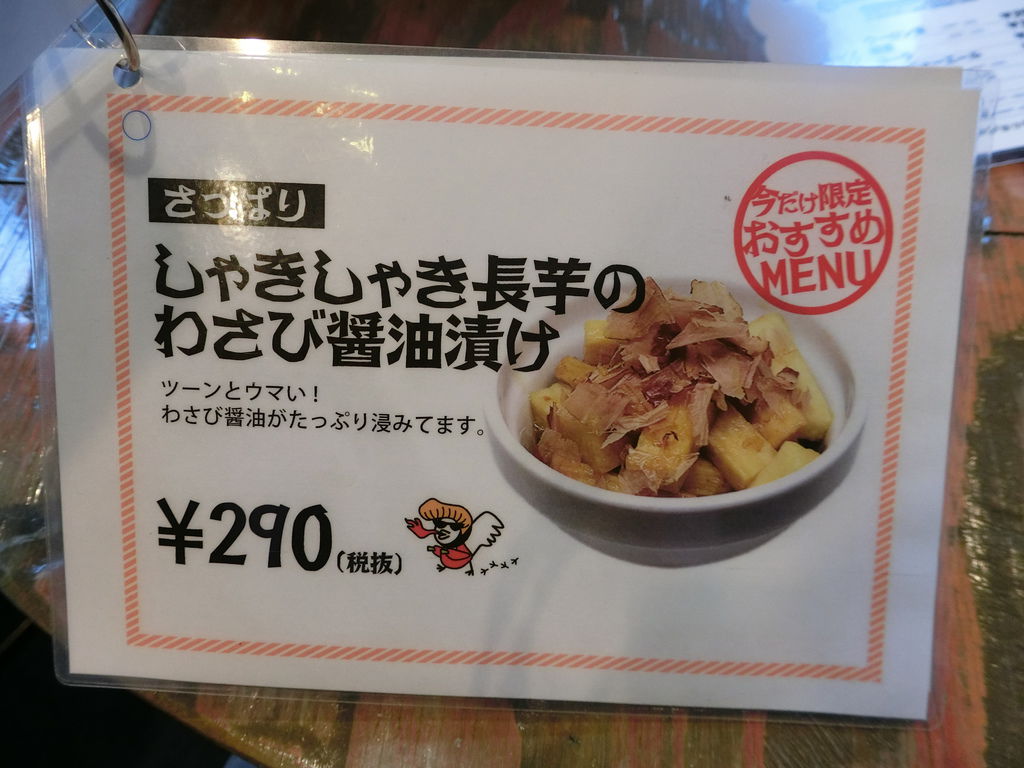 さっぱり
しゃきしゃき長芋の
わさび醤油漬け
ツーンとウマい！
わさび醤油がたっぷり浸みてます。
¥290(税抜)
今だけ限定
おすすめ
MENU